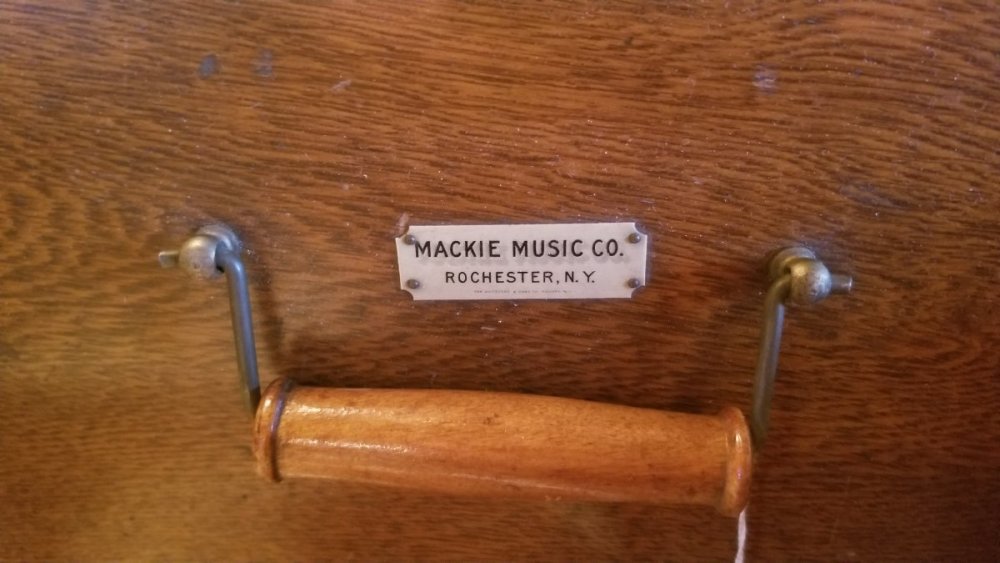 MACKIE MUSIC CO.
ROCHESTER, N. Y.